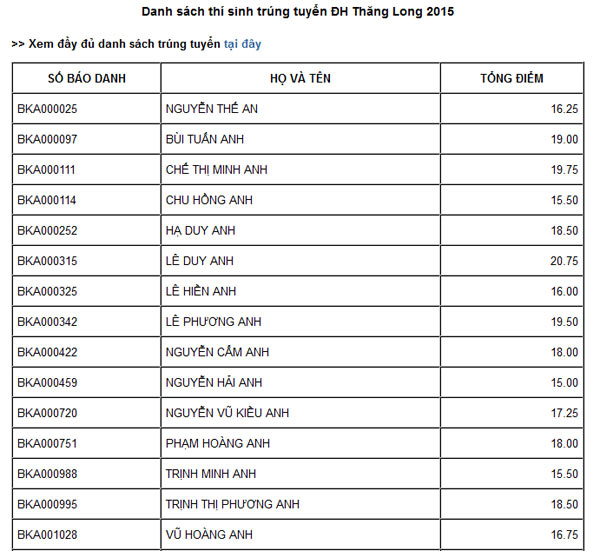 Danh sách thí sinh trúng tuyển ĐH Thăng Long 2015
>> Xem đầy đủ danh sách trúng tuyển tại đây
SỐ BÁO DANH HỌ VÀ TÊN TỔNG ĐIỂM
BKA000025 NGUYỄN THẾ AN 16.25
BKA000097 BÙI TUẤN ANH 19.00
BKA000111 CHẾ THỊ MINH ANH 19.75
BKA000114 CHU HỒNG ANH 15.50
BKA000252 HẠ DUY ANH 18.50
BKA000315 LÊ DUY ANH 20.75
BKA000325 LÊ HIỀN ANH 16.00
BKA000342 LÊ PHƯƠNG ANH 19.50
BKA000422 NGUYỄN CẨM ANH 18.00
BKA000459 NGUYỄN HẢI ANH 15.00
BKA000720 NGUYỄN VŨ KIỀU ANH 17.25
BKA000751 PHẠM HOÀNG ANH 18.00
BKA000988 TRỊNH MINH ANH 15.50
BKA000995 TRỊNH THỊ PHƯƠNG ANH 18.50
BKA001028 VŨ HOÀNG ANH 16.75